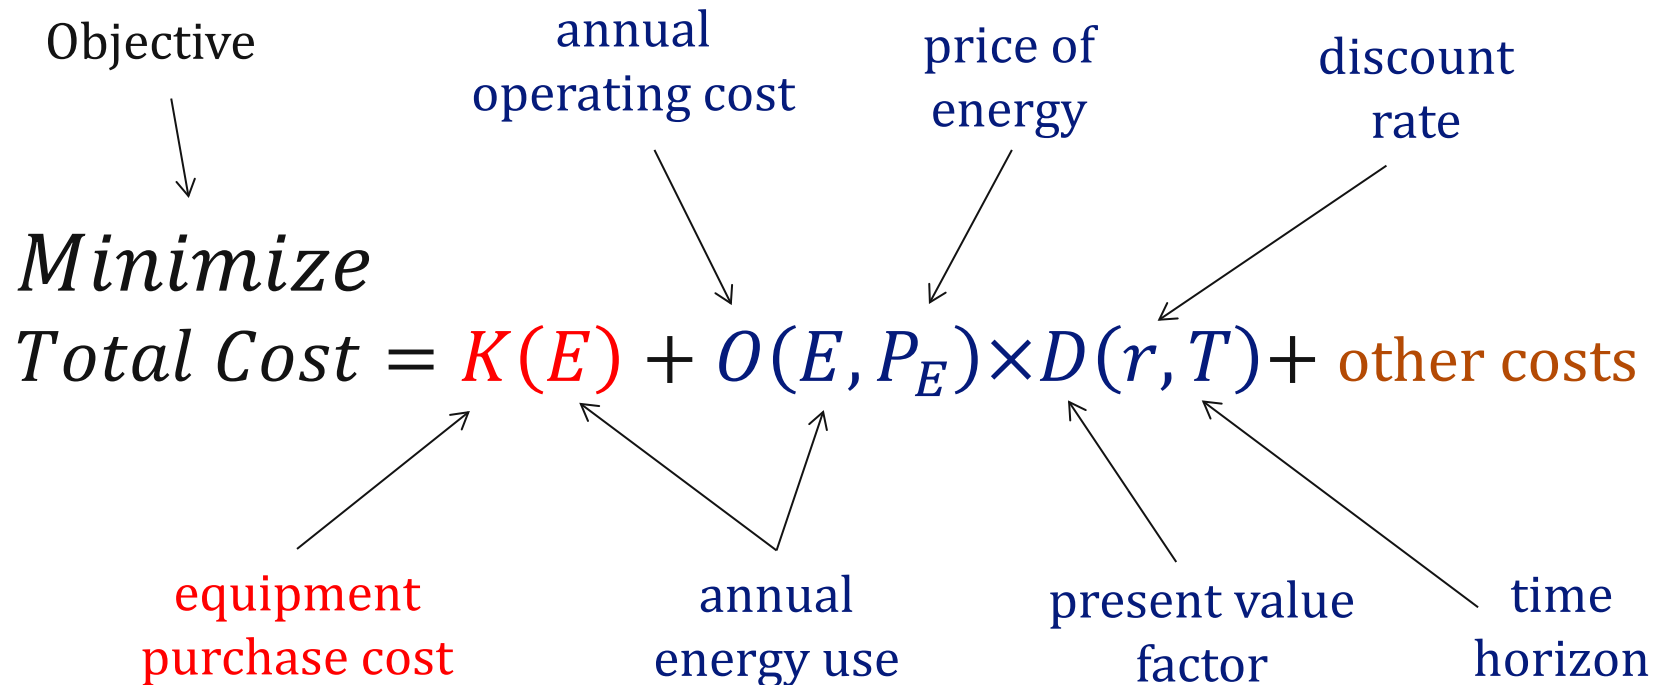 Objective
annual
operating cost
price of
energy
discount
rate
Minimize
Total Cost = K(E) + O(E, P_E)×D(r, T)+ other costs
equipment
purchase cost
annual
energy use
present value
factor
time
horizon